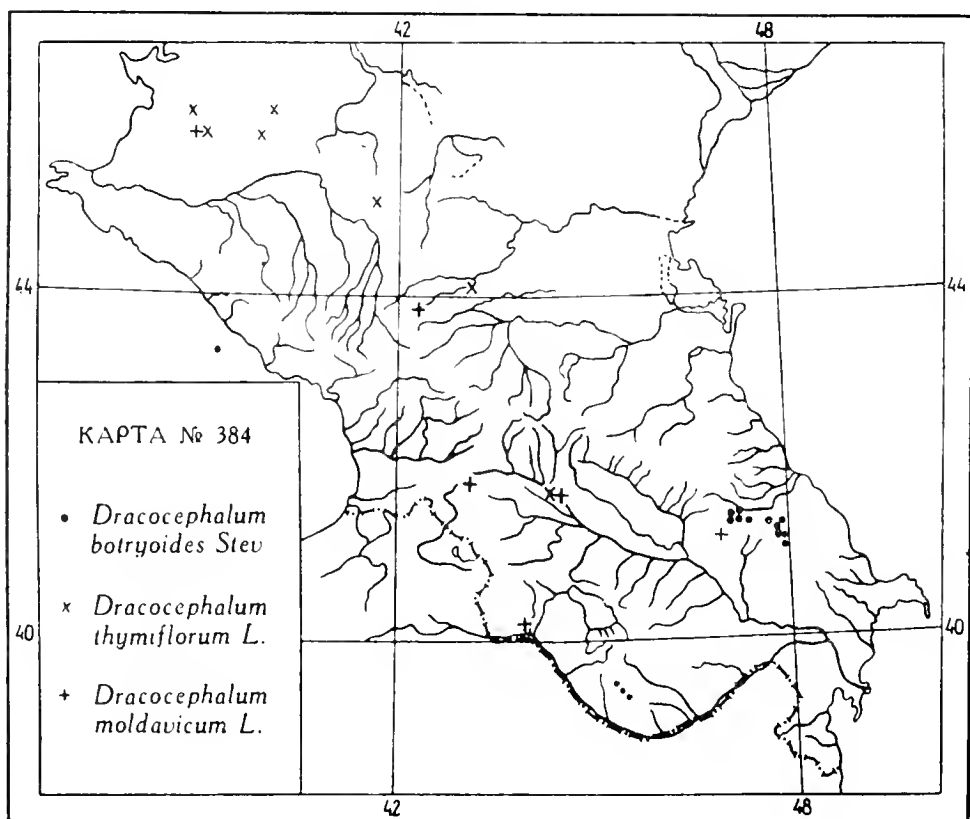 42 48
44 44
КАРТА № 384
• Dracocephalum
botryoides Stev
× Dracocephalum
thymiflorum L.
+ Dracocephalum
moldavicum L.
40 40
42 48